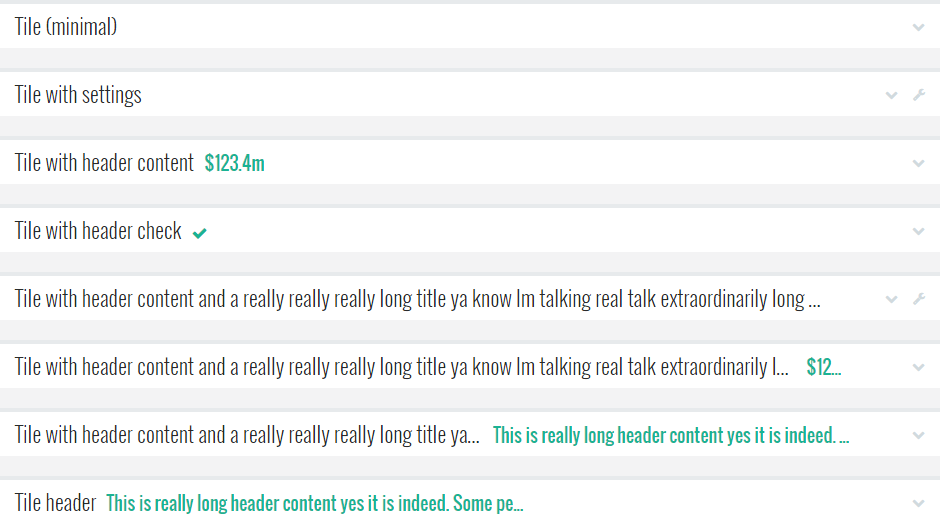 Tile (minimal)
Tile with settings
Tile with header content $123.4m
Tile with header check
Tile with header content and a really really really long title ya know Im talking real talk extraordinarily long ...
Tile with header content and a really really really long title ya know Im talking real talk extraordinarily l... $12...
Tile with header content and a really really really long title ya... This is really long header content yes it is indeed. ...
Tile header This is really long header content yes it is indeed. Some pe...